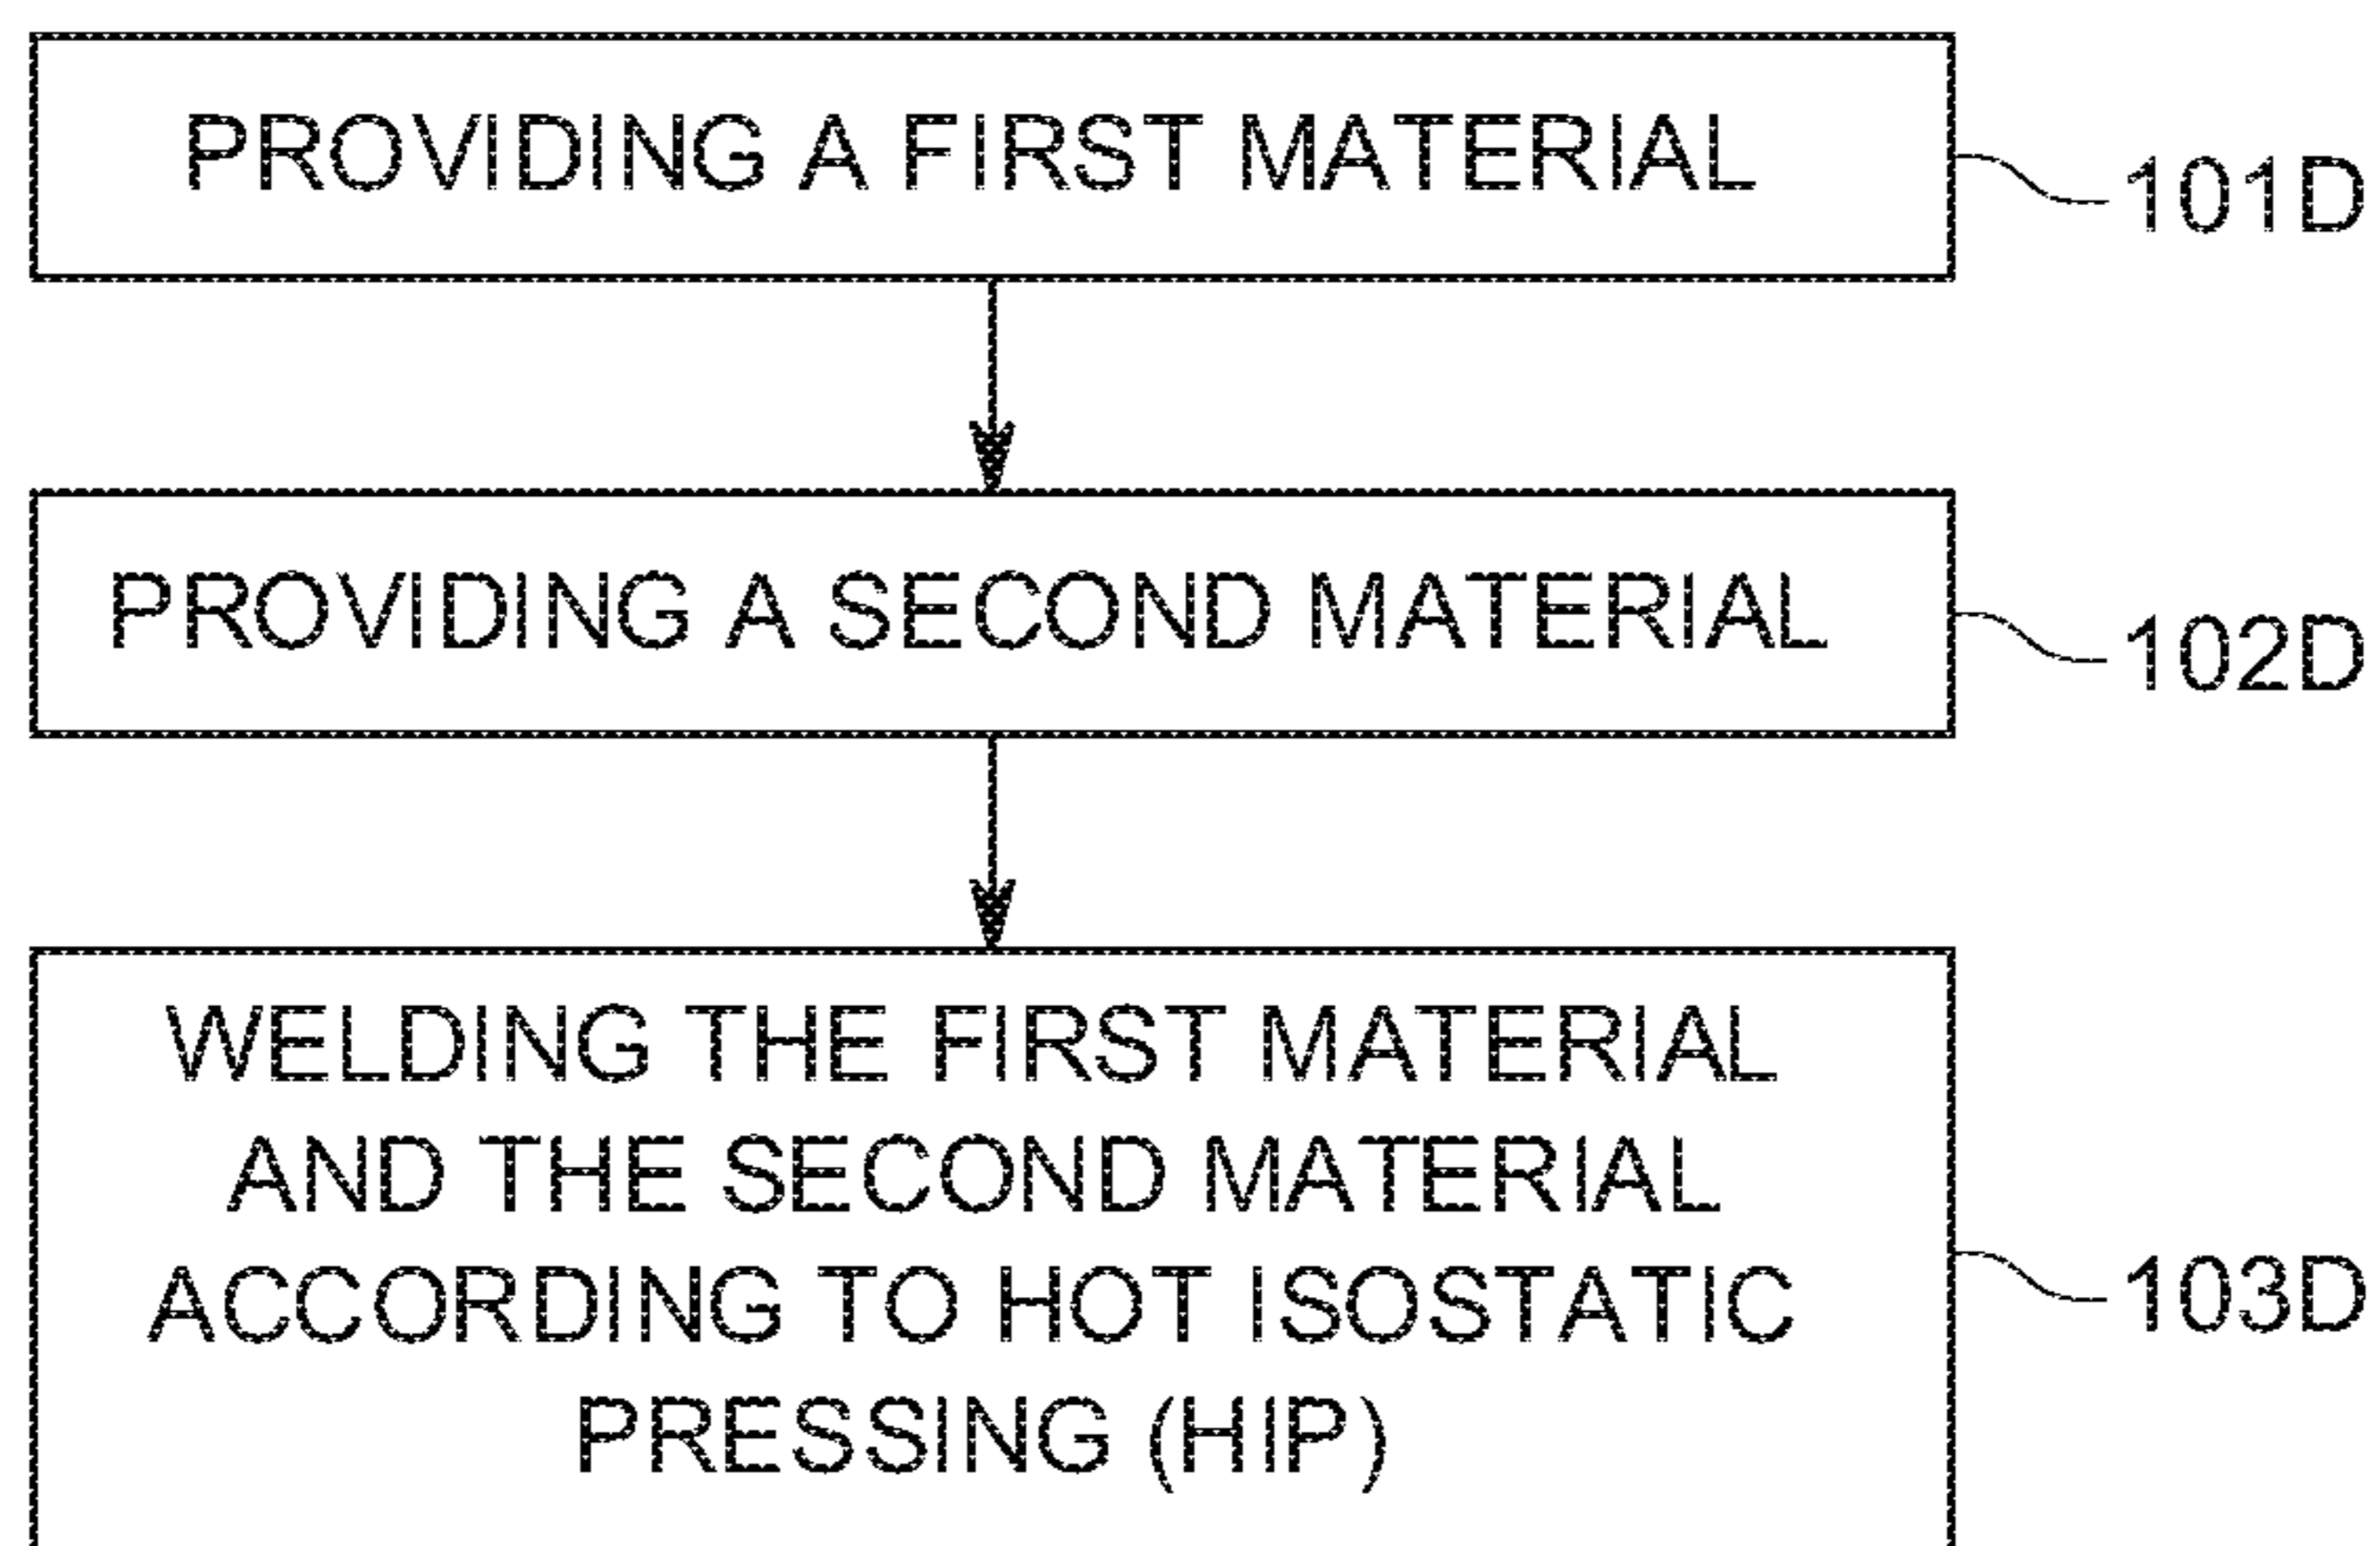 PROVIDING A FIRST MATERIAL
101D
PROVIDING A SECOND MATERIAL
102D
WELDING THE FIRST MATERIAL
AND THE SECOND MATERIAL
ACCORDING TO HOT ISOSTATIC
PRESSING (HIP)
103D